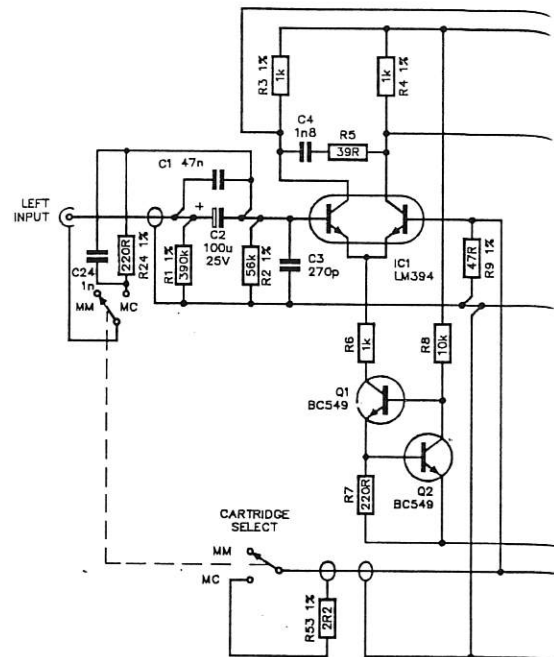 R3 1%
1k
1k
R4 1%
C4
1n8
R5
39R
C1 47n
LEFT
INPUT
+
C2
100u
25V
C24
1n
220R
R24 1%
R1 1%
390k
56k
R2 1%
C3
270p
IC1
LM394
47R
R9 1%
MM
MC
R6
1k
R8
10k
Q1
BC549
Q2
BC549
R7
220R
CARTRIDGE
SELECT
MM
MC
R53 1%
2R2